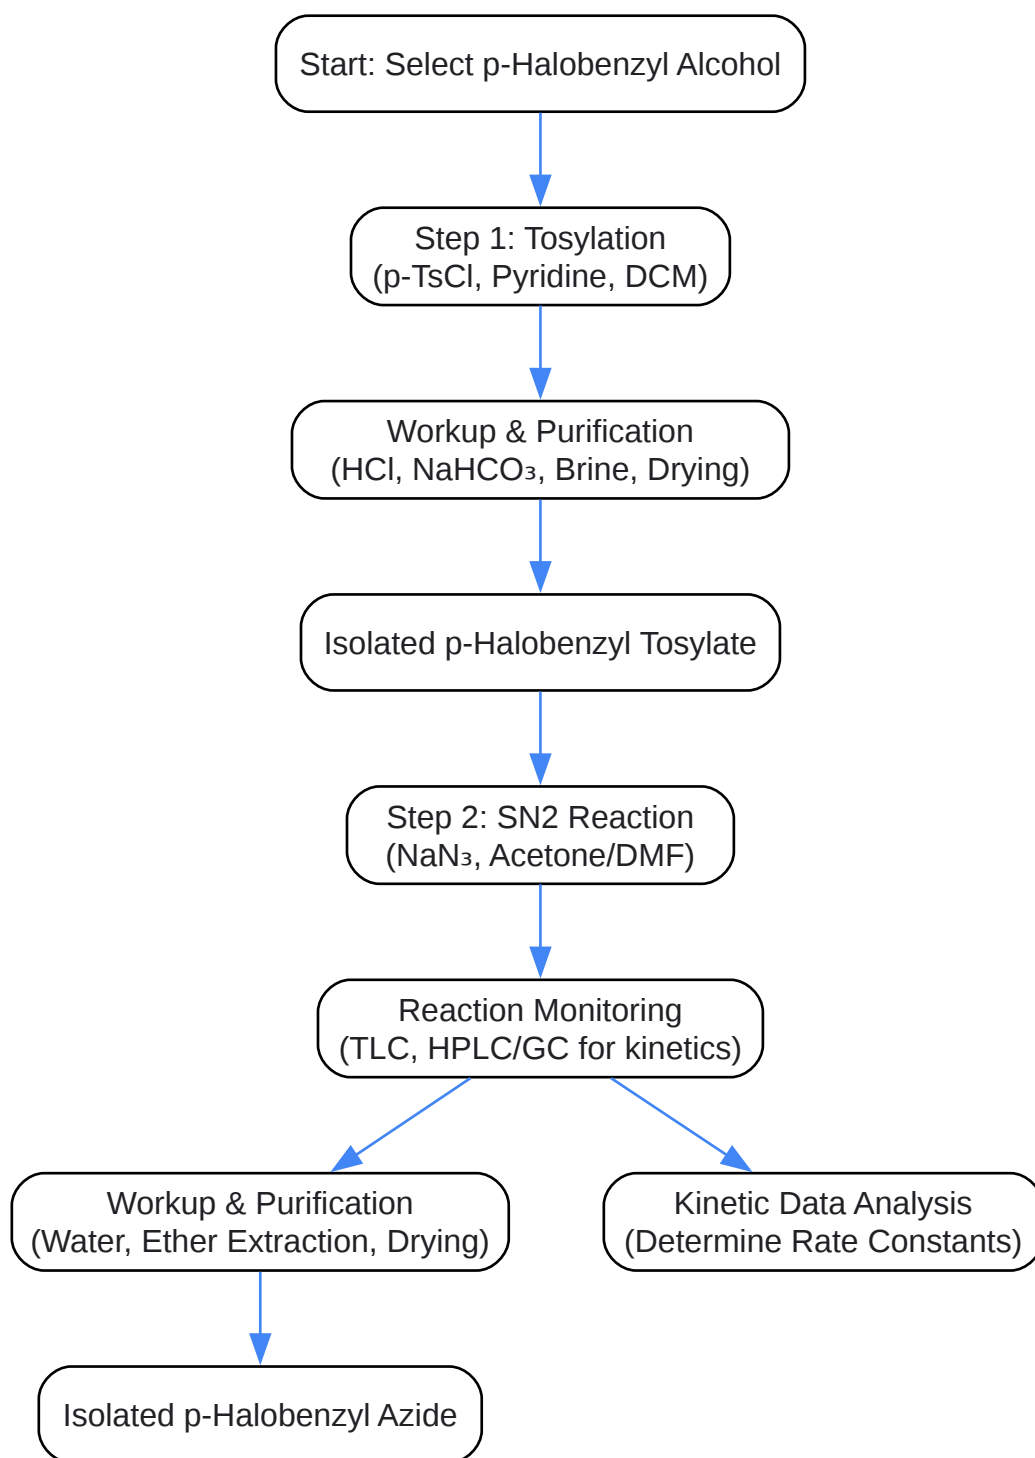 Start: Select p-Halobenzyl Alcohol
Step 1: Tosylation
(p-TsCl, Pyridine, DCM)
Workup & Purification
(HCl, NaHCO₃, Brine, Drying)
Isolated p-Halobenzyl Tosylate
Step 2: SN2 Reaction
(NaN₃, Acetone/DMF)
Reaction Monitoring
(TLC, HPLC/GC for kinetics)
Workup & Purification
(Water, Ether Extraction, Drying)
Kinetic Data Analysis
(Determine Rate Constants)
Isolated p-Halobenzyl Azide